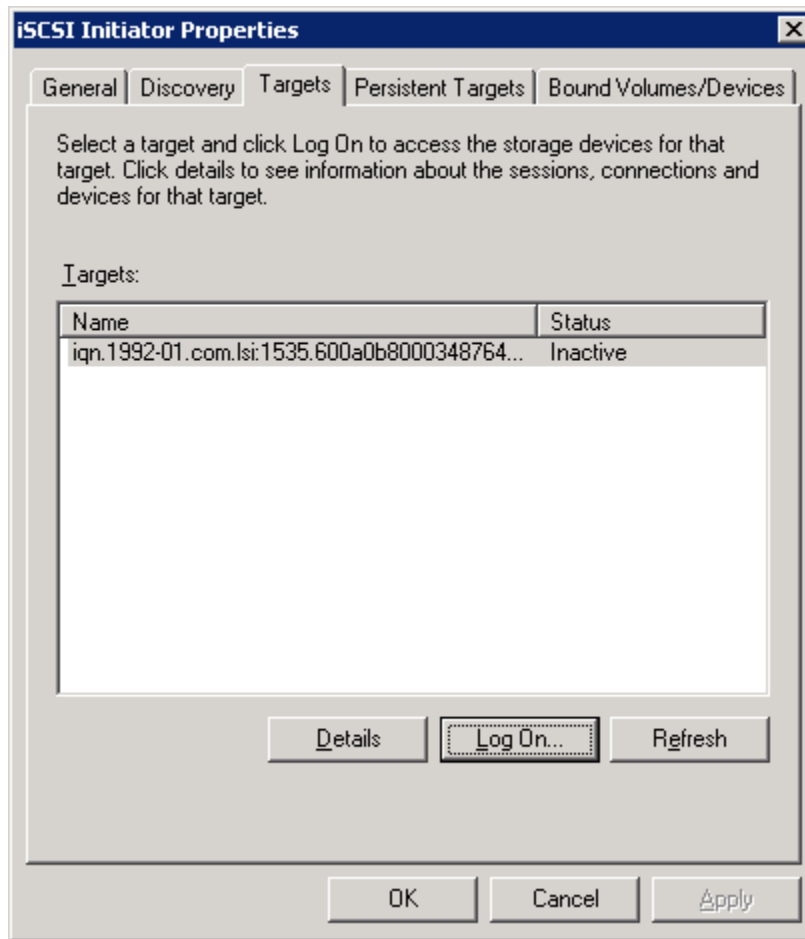 iSCSI Initiator Properties
General Discovery Targets Persistent Targets Bound Volumes/Devices
Select a target and click Log On to access the storage devices for that
target. Click details to see information about the sessions, connections and
devices for that target.
Targets:
Name Status
iqn.1992-01.com.lsi:1535.600a0b8000348764... Inactive
Details Log On... Refresh
OK Cancel Apply